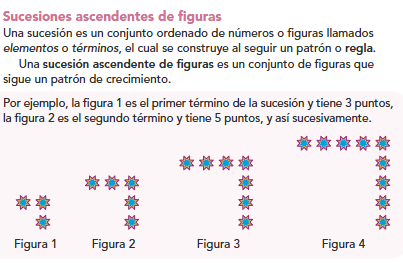 Sucesiones ascendentes de figuras
Una sucesión es un conjunto ordenado de números o figuras llamados
elementos o términos, el cual se construye al seguir un patrón o regla.
Una sucesión ascendente de figuras es un conjunto de figuras que
sigue un patrón de crecimiento.
Por ejemplo, la figura 1 es el primer término de la sucesión y tiene 3 puntos,
la figura 2 es el segundo término y tiene 5 puntos, y así sucesivamente.
Figura 1 Figura 2 Figura 3 Figura 4